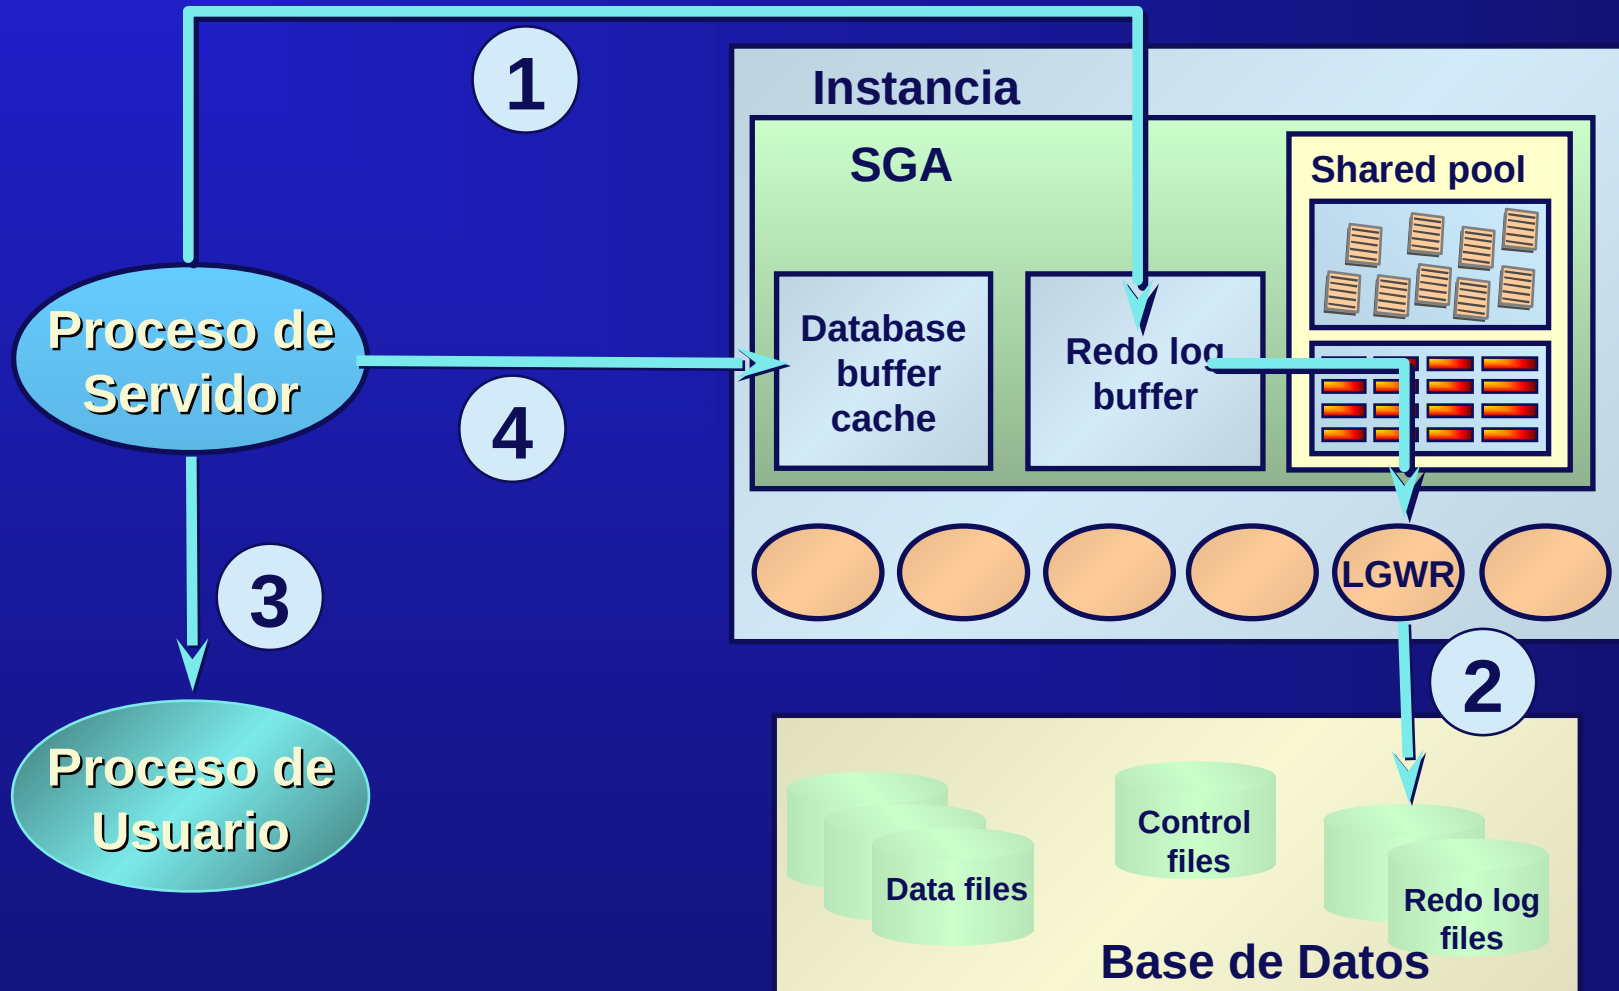 1
Instancia
SGA
Shared pool
Proceso de
Servidor
Database
buffer
cache
Redo log
buffer
4
3
LGWR
2
Proceso de
Usuario
Control
files
Data files
Redo log
files
Base de Datos